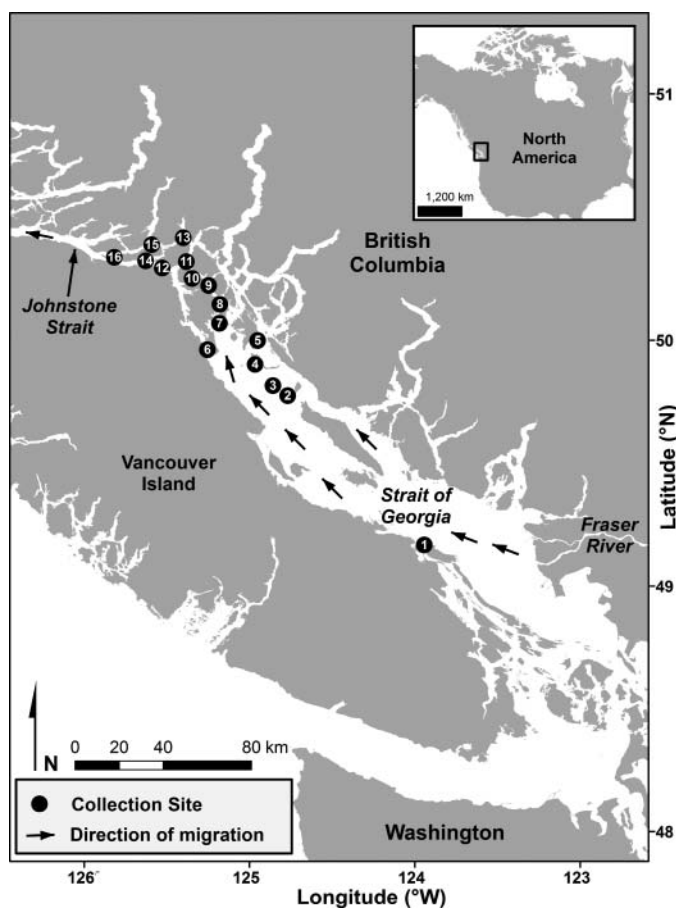 51
North
America
1,200 km
British
Columbia
13
15
16
14
12
11
10
9
8
7
Johnstone
Strait
50
5
6
4
3
2
Vancouver
Island
Strait of
Georgia
Fraser
River
1
49
Latitude (°N)
0 20 40 80 km
N
Collection Site
Direction of migration
Washington
48
126 125 124 123
Longitude (°W)